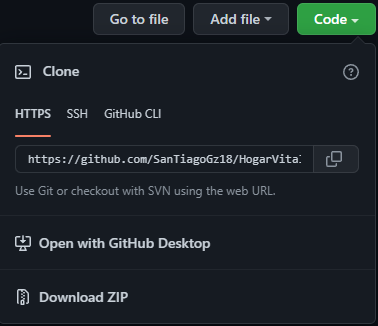 Go to file Add file Code
Clone
HTTPS SSH GitHub CLI
https://github.com/SanTiagoGz18/HogarVita
Use Git or checkout with SVN using the web URL.
Open with GitHub Desktop
Download ZIP